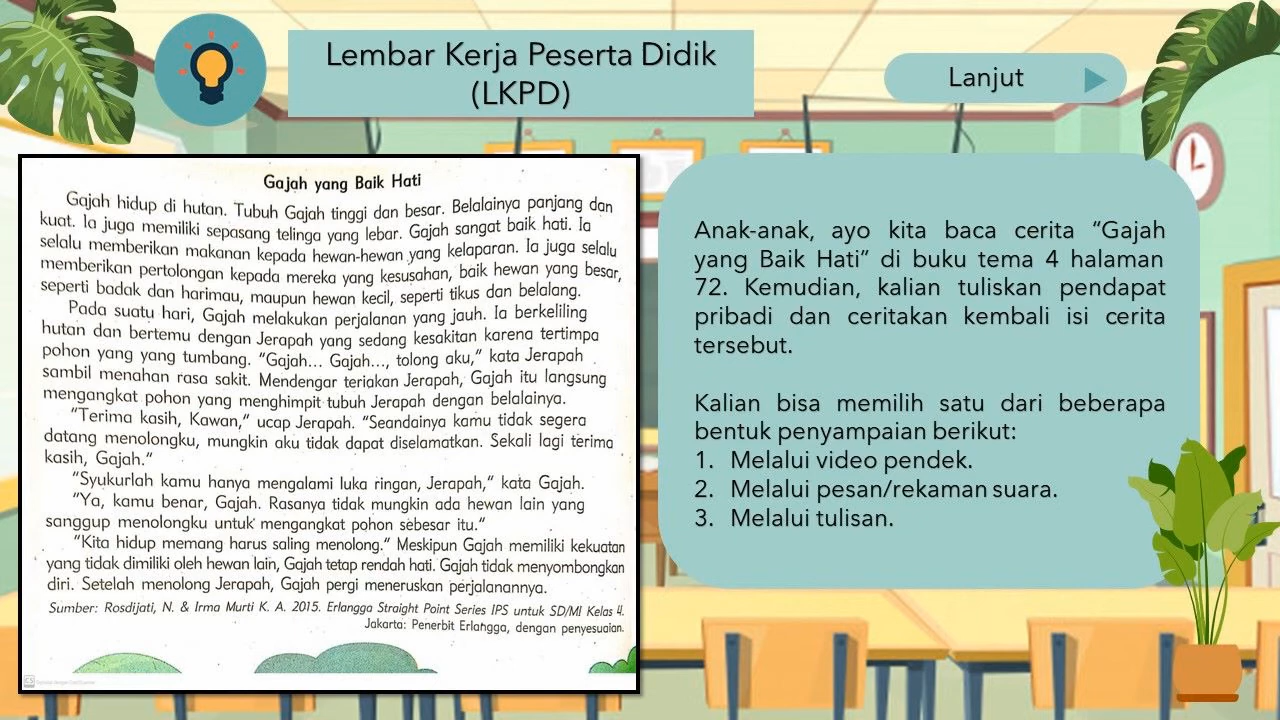 Lembar Kerja Peserta Didik
(LKPD)
Lanjut
Gajah yang Baik Hati
Gajah hidup di hutan. Tubuh Gajah tinggi dan besar. Belalainya panjang dan
kuat. Ia juga memiliki sepasang telinga yang lebar. Gajah sangat baik hati. Ia
selalu memberikan makanan kepada hewan-hewan yang kelaparan. Ia juga selalu
memberikan pertolongan kepada mereka yang kesusahan, baik hewan yang besar,
seperti badak dan harimau, maupun hewan kecil, seperti tikus dan belalang.
Pada suatu hari, Gajah melakukan perjalanan yang jauh. Ia berkeliling
hutan dan bertemu dengan Jerapah yang sedang kesakitan karena tertimpa
pohon yang yang tumbang. “Gajah... Gajah..., tolong aku,” kata Jerapah
sambil menahan rasa sakit. Mendengar teriakan Jerapah, Gajah itu langsung
mengangkat pohon yang menghimpit tubuh Jerapah dengan belalainya.
“Terima kasih, Kawan,” ucap Jerapah. “Seandainya kamu tidak segera
datang menolongku, mungkin aku tidak dapat diselamatkan. Sekali lagi terima
kasih, Gajah.”
“Syukurlah kamu hanya mengalami luka ringan, Jerapah,” kata Gajah.
“Ya, kamu benar, Gajah. Rasanya tidak mungkin ada hewan lain yang
sanggup menolongku untuk mengangkat pohon sebesar itu.”
“Kita hidup memang harus saling menolong.” Meskipun Gajah memiliki kekuatan
yang tidak dimiliki oleh hewan lain, Gajah tetap rendah hati. Gajah tidak menyombongkan
diri. Setelah menolong Jerapah, Gajah pergi meneruskan perjalanannya.
Sumber: Rosdijati, N. & Irma Murti K. A. 2015. Erlangga Straight Point Series IPS untuk SD/MI Kelas 4.
Jakarta: Penerbit Erlangga, dengan penyesuaian.
Anak-anak, ayo kita baca cerita “Gajah
yang Baik Hati” di buku tema 4 halaman
72. Kemudian, kalian tuliskan pendapat
pribadi dan ceritakan kembali isi cerita
tersebut.
Kalian bisa memilih satu dari beberapa
bentuk penyampaian berikut:
1. Melalui video pendek.
2. Melalui pesan/rekaman suara.
3. Melalui tulisan.